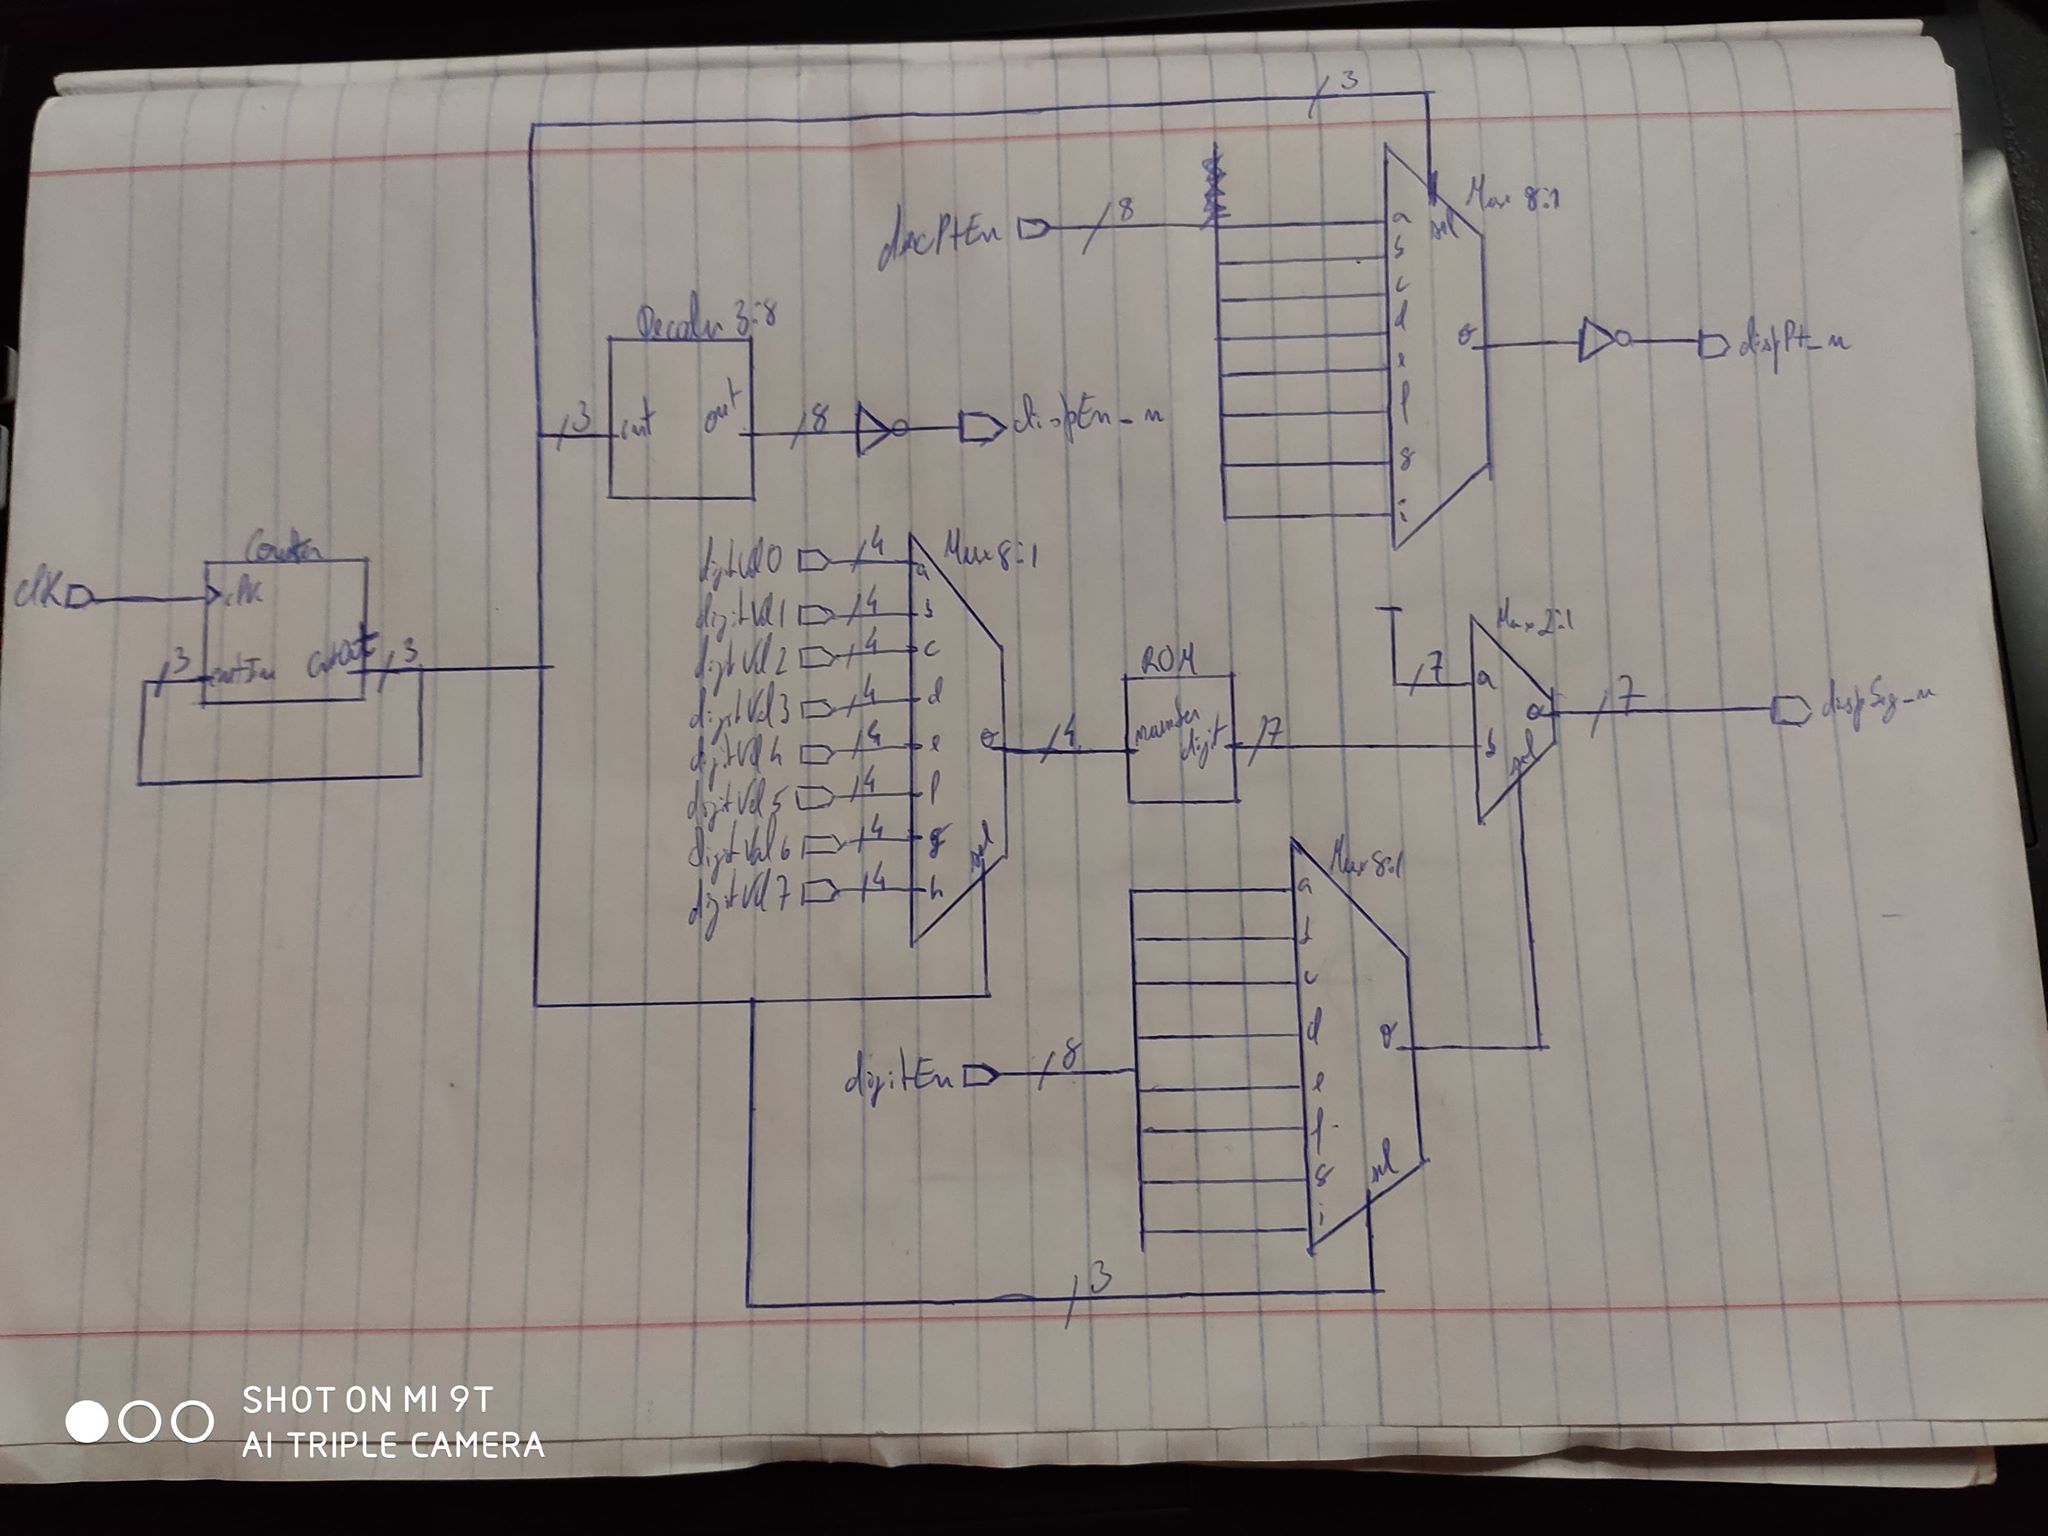 3
Mux 8:1
decPtEn
8
a
sel
b
c
d
e
f
g
i
o
dispPt_n
Decoder 3:8
3
out
8
dispEn_n
Counter
clk
clk
3
cntIn
cntOut
3
digitVal0
4
a
Mux 8:1
digitVal1
4
b
digitVal2
4
c
digitVal3
4
d
digitVal4
4
e
digitVal5
4
f
digitVal6
4
g
digitVal7
4
h
o
sel
4
ROM
number
digit
7
7
Mux 2:1
a
b
o
sel
7
dispSeg_n
Mux 8:1
digitEn
8
a
b
c
d
e
f
g
i
o
sel
3
SHOT ON MI 9T
AI TRIPLE CAMERA